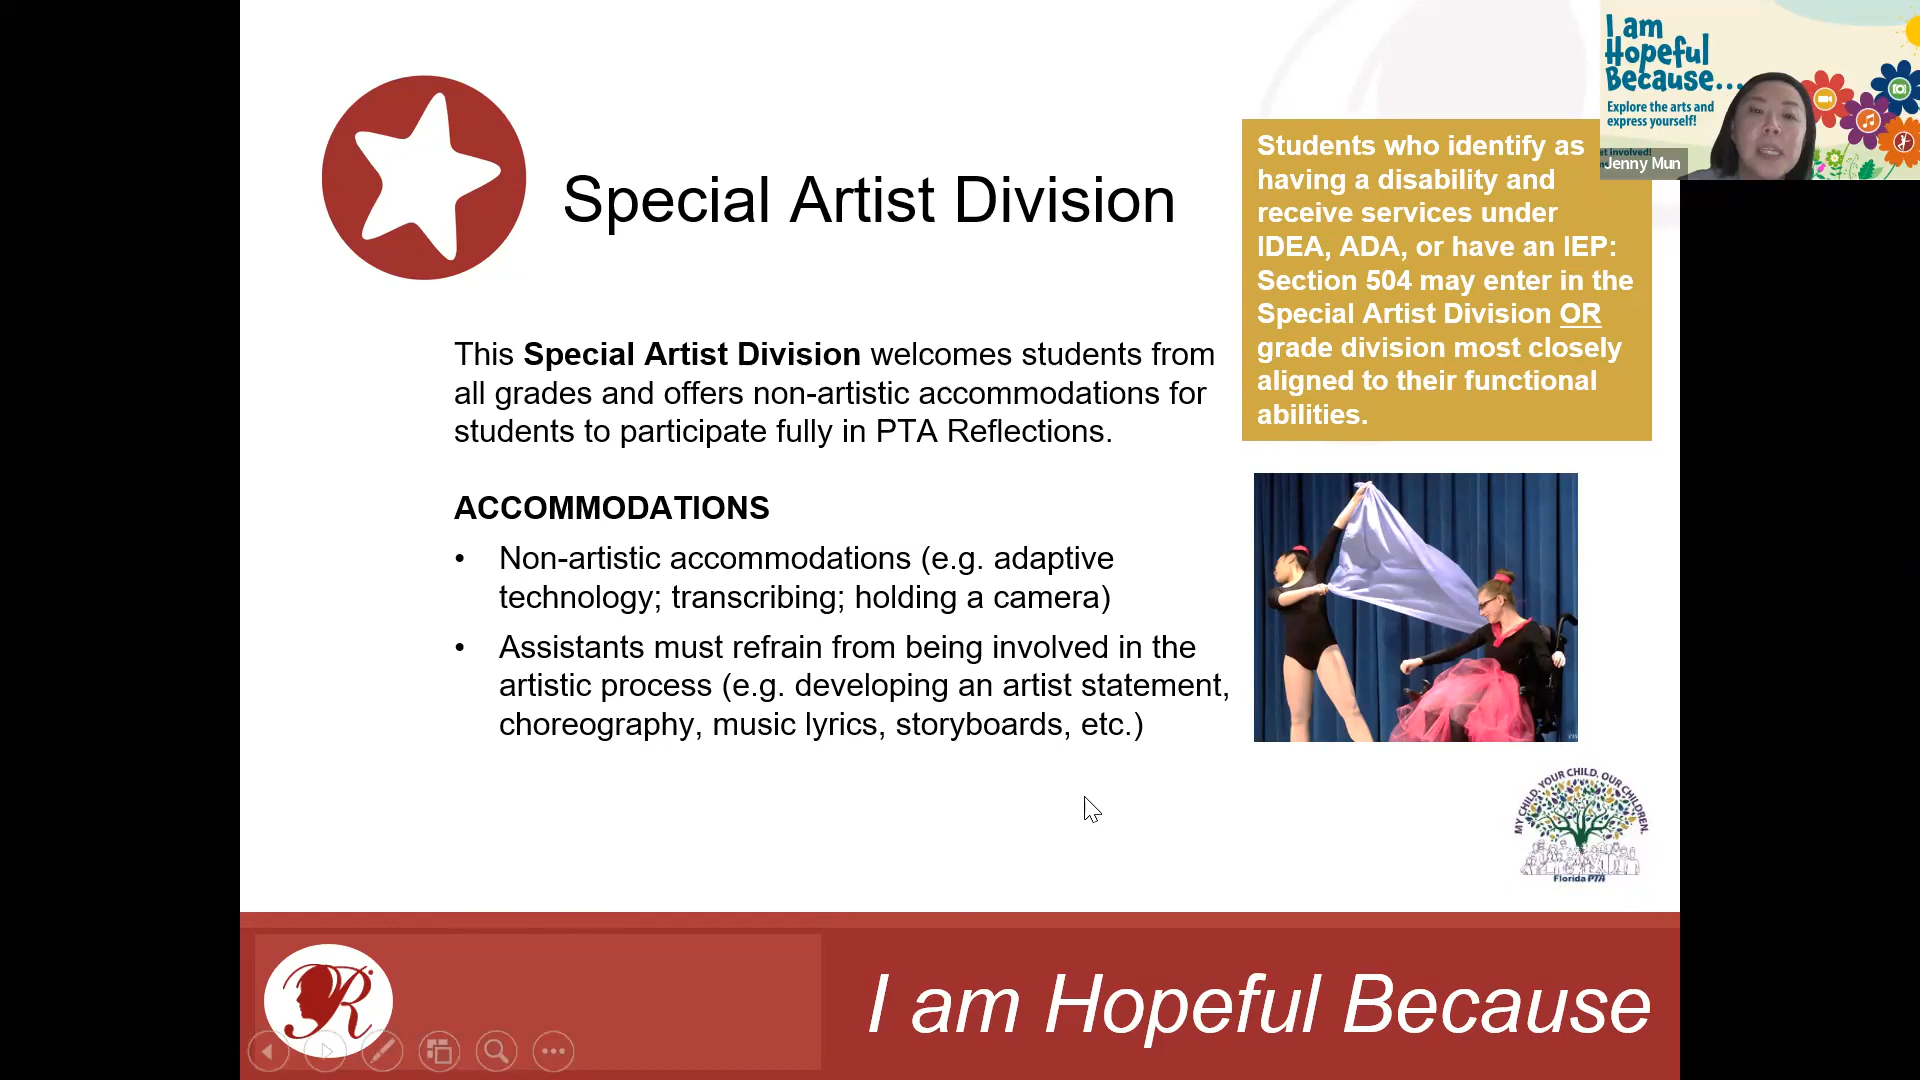 Special Artist Division
This Special Artist Division welcomes students from
all grades and offers non-artistic accommodations for
students to participate fully in PTA Reflections.
ACCOMMODATIONS
• Non-artistic accommodations (e.g. adaptive
technology; transcribing; holding a camera)
• Assistants must refrain from being involved in the
artistic process (e.g. developing an artist statement,
choreography, music lyrics, storyboards, etc.)
Students who identify as
having a disability and
receive services under
IDEA, ADA, or have an IEP:
Section 504 may enter in the
Special Artist Division OR
grade division most closely
aligned to their functional
abilities.
I am
Hopeful
Because...
Explore the arts and
express yourself!
involved!
Jenny Mun
MY CHILD, YOUR CHILD, OUR CHILDREN.
Florida PTA
R
I am Hopeful Because